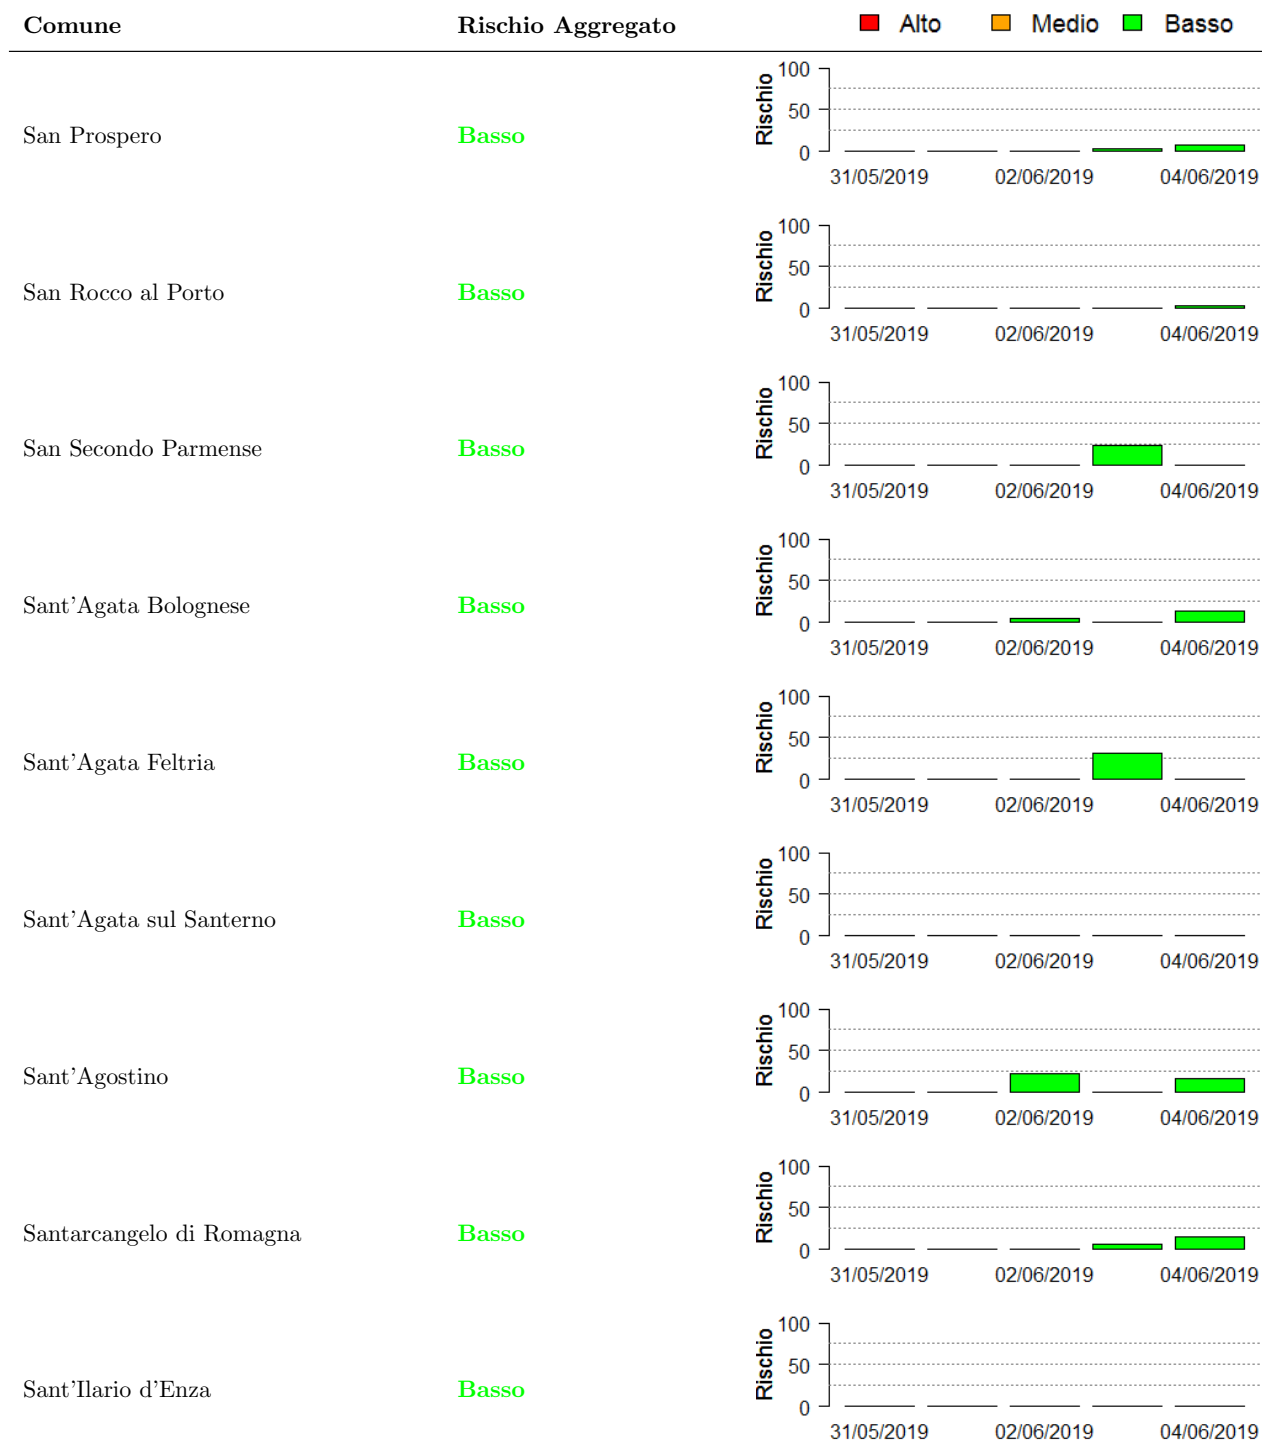 Comune Rischio Aggregato Alto Medio Basso
San Prospero Basso Rischio 100 50 0
31/05/2019 02/06/2019 04/06/2019
San Rocco al Porto Basso Rischio 100 50 0
31/05/2019 02/06/2019 04/06/2019
San Secondo Parmense Basso Rischio 100 50 0
31/05/2019 02/06/2019 04/06/2019
Sant'Agata Bolognese Basso Rischio 100 50 0
31/05/2019 02/06/2019 04/06/2019
Sant'Agata Feltria Basso Rischio 100 50 0
31/05/2019 02/06/2019 04/06/2019
Sant'Agata sul Santerno Basso Rischio 100 50 0
31/05/2019 02/06/2019 04/06/2019
Sant'Agostino Basso Rischio 100 50 0
31/05/2019 02/06/2019 04/06/2019
Santarcangelo di Romagna Basso Rischio 100 50 0
31/05/2019 02/06/2019 04/06/2019
Sant'Ilario d'Enza Basso Rischio 100 50 0
31/05/2019 02/06/2019 04/06/2019